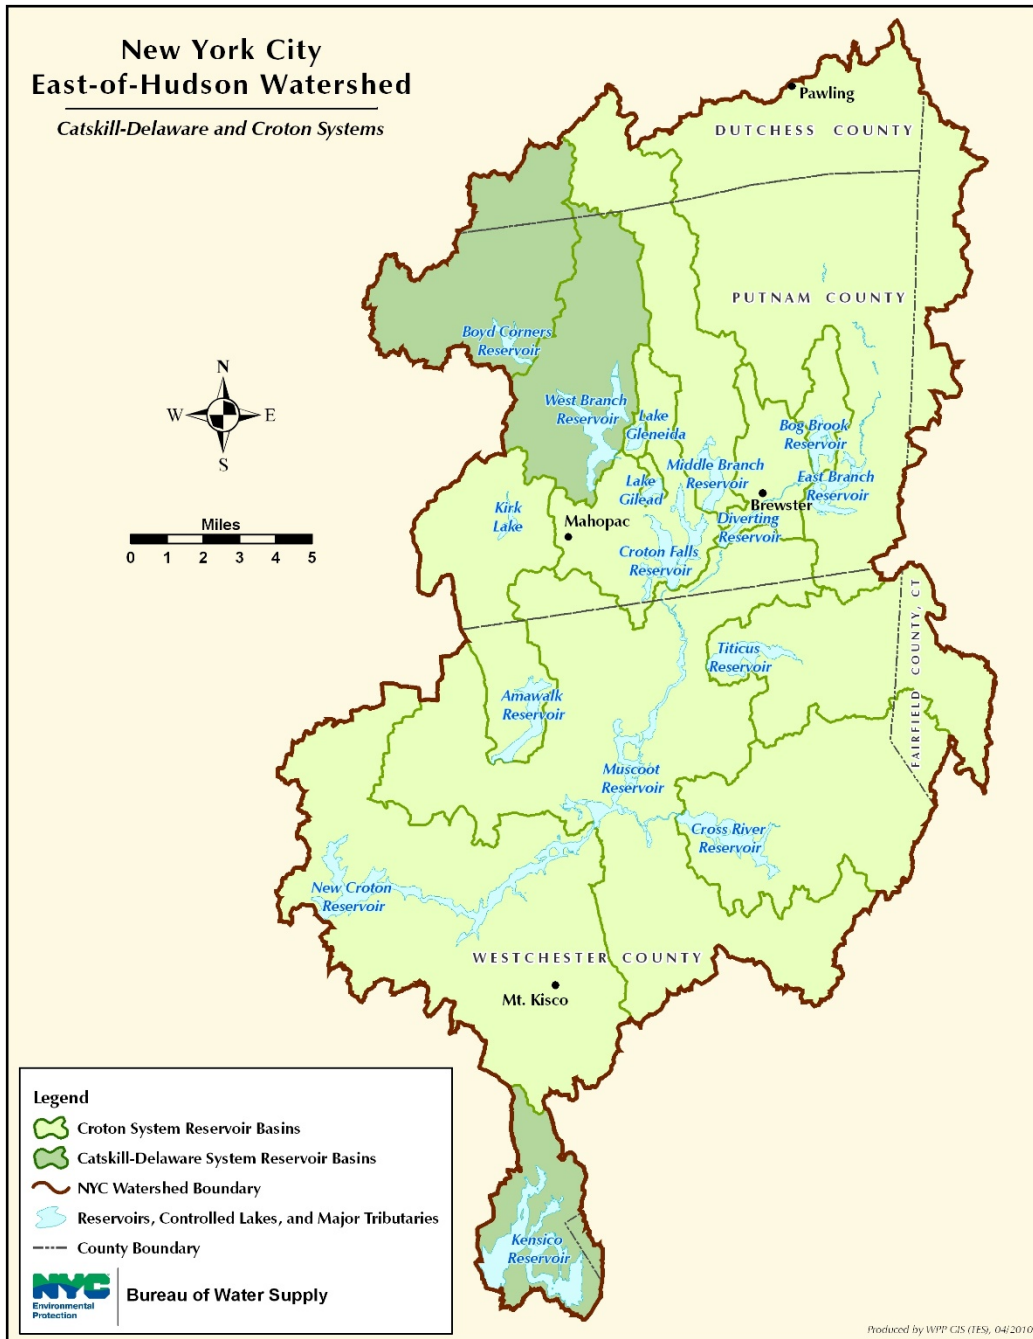 New York City
East-of-Hudson Watershed
Catskill-Delaware and Croton Systems
Pawling
DUTCHESS COUNTY
PUTNAM COUNTY
Boyd Corners
Reservoir
N
W
E
S
West Branch
Reservoir
Lake
Gleneida
Bog Brook
Reservoir
Middle Branch
Reservoir
East Branch
Reservoir
Lake
Gilead
Brewster
Kirk
Lake
Mahopac
Diverting
Reservoir
Croton Falls
Reservoir
Miles
0 1 2 3 4 5
FAIRFIELD COUNTY, CT
Titicus
Reservoir
Amawalk
Reservoir
Muscoot
Reservoir
Cross River
Reservoir
New Croton
Reservoir
WESTCHESTER COUNTY
Mt. Kisco
Legend
Croton System Reservoir Basins
Catskill-Delaware System Reservoir Basins
NYC Watershed Boundary
Reservoirs, Controlled Lakes, and Major Tributaries
County Boundary
Kensico
Reservoir
NYC
Environmental
Protection
Bureau of Water Supply
Produced by WPP GIS (TES), 04/2010